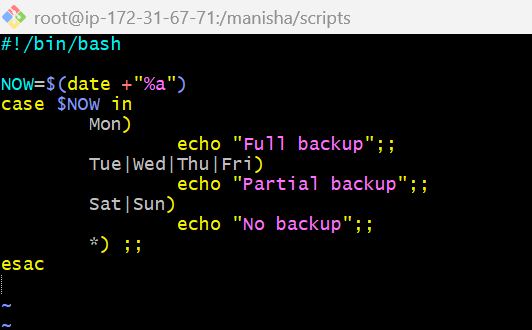 root@ip-172-31-67-71:/manisha/scripts
#!/bin/bash
NOW=$(date +"%a")
case $NOW in
        Mon)
                echo "Full backup";;
        Tue|Wed|Thu|Fri)
                echo "Partial backup";;
        Sat|Sun)
                echo "No backup";;
        *) ;;
esac
~
~